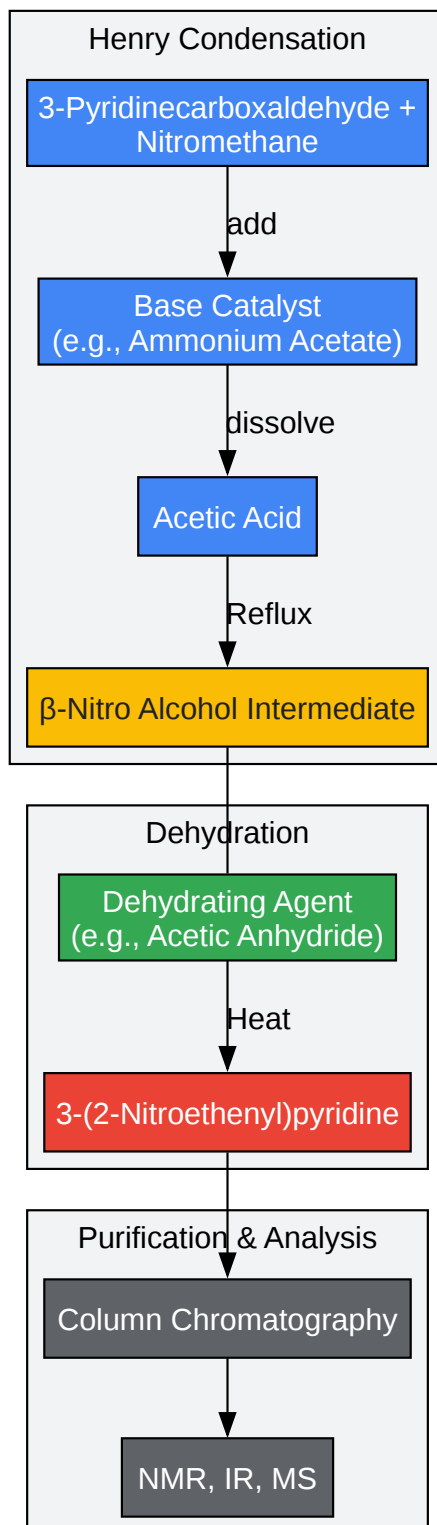 Henry Condensation
3-Pyridinecarboxaldehyde +
Nitromethane
add
Base Catalyst
(e.g., Ammonium Acetate)
dissolve
Acetic Acid
Reflux
β-Nitro Alcohol Intermediate
Dehydration
Dehydrating Agent
(e.g., Acetic Anhydride)
Heat
3-(2-Nitroethenyl)pyridine
Purification & Analysis
Column Chromatography
NMR, IR, MS